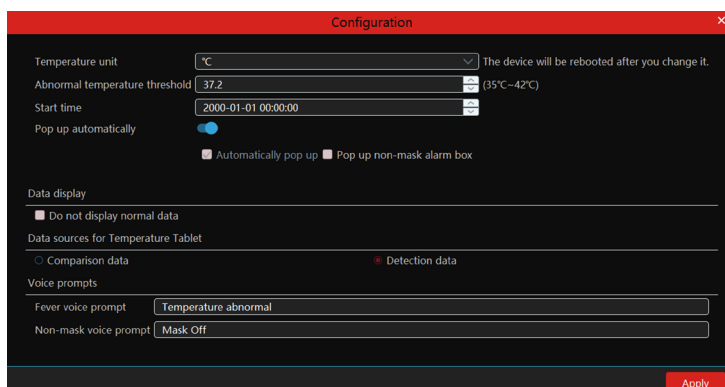 Configuration
Temperature unit ℃ The device will be rebooted after you change it.
Abnormal temperature threshold 37.2 (35℃~42℃)
Start time 2000-01-01 00:00:00
Pop up automatically
Automatically pop up Pop up non-mask alarm box
Data display
Do not display normal data
Data sources for Temperature Tablet
Comparison data Detection data
Voice prompts
Fever voice prompt Temperature abnormal
Non-mask voice prompt Mask Off
Apply